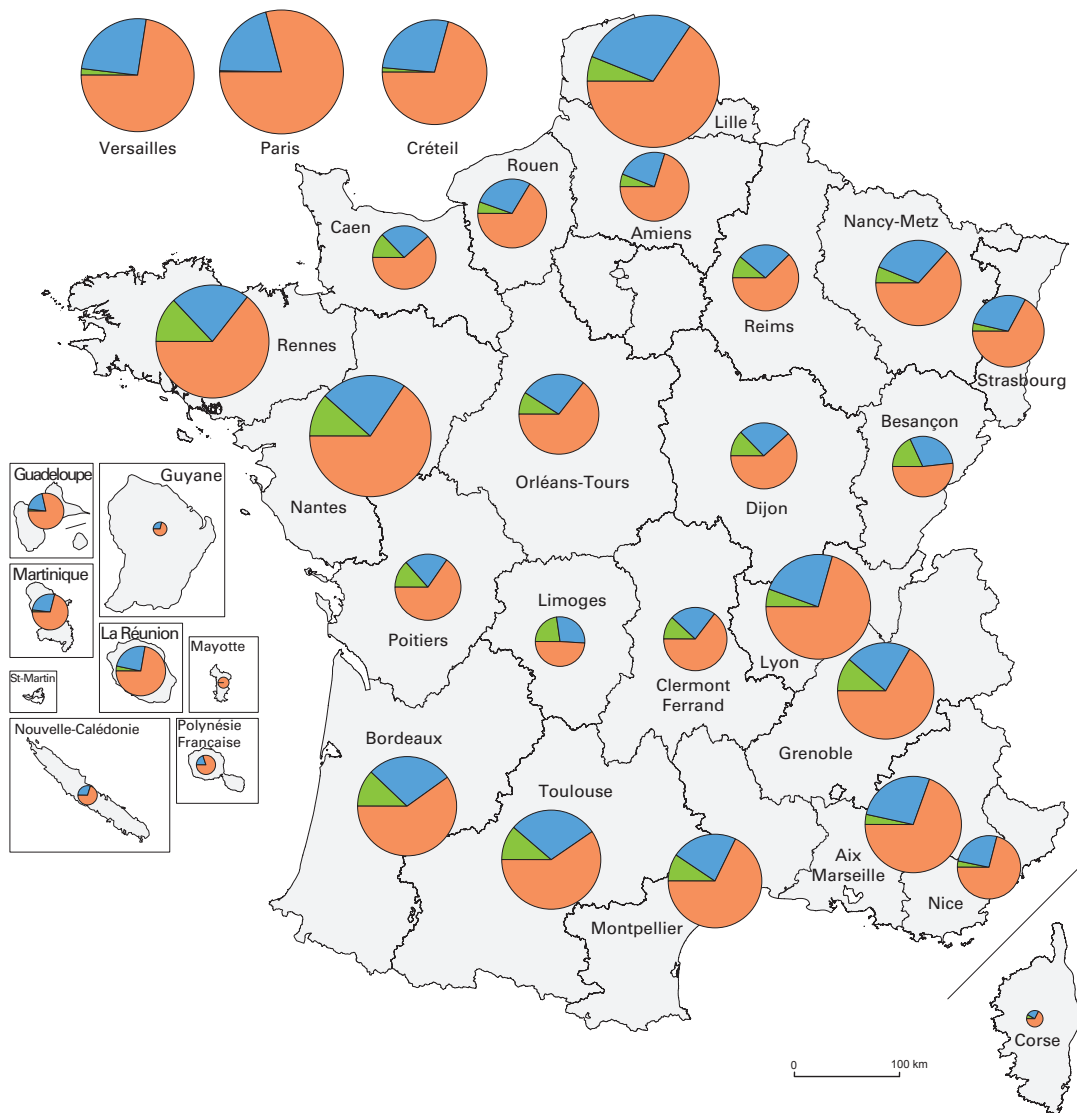 Versailles
Paris
Créteil
Lille
Rouen
Amiens
Caen
Nancy-Metz
Reims
Rennes
Strasbourg
Besançon
Orléans-Tours
Dijon
Nantes
Guadeloupe
Guyane
Martinique
Limoges
Poitiers
La Réunion
Mayotte
Lyon
St-Martin
Clermont
Ferrand
Nouvelle-Calédonie
Polynésie
Française
Bordeaux
Grenoble
Toulouse
Aix
Marseille
Nice
Montpellier
Corse
0 100 km